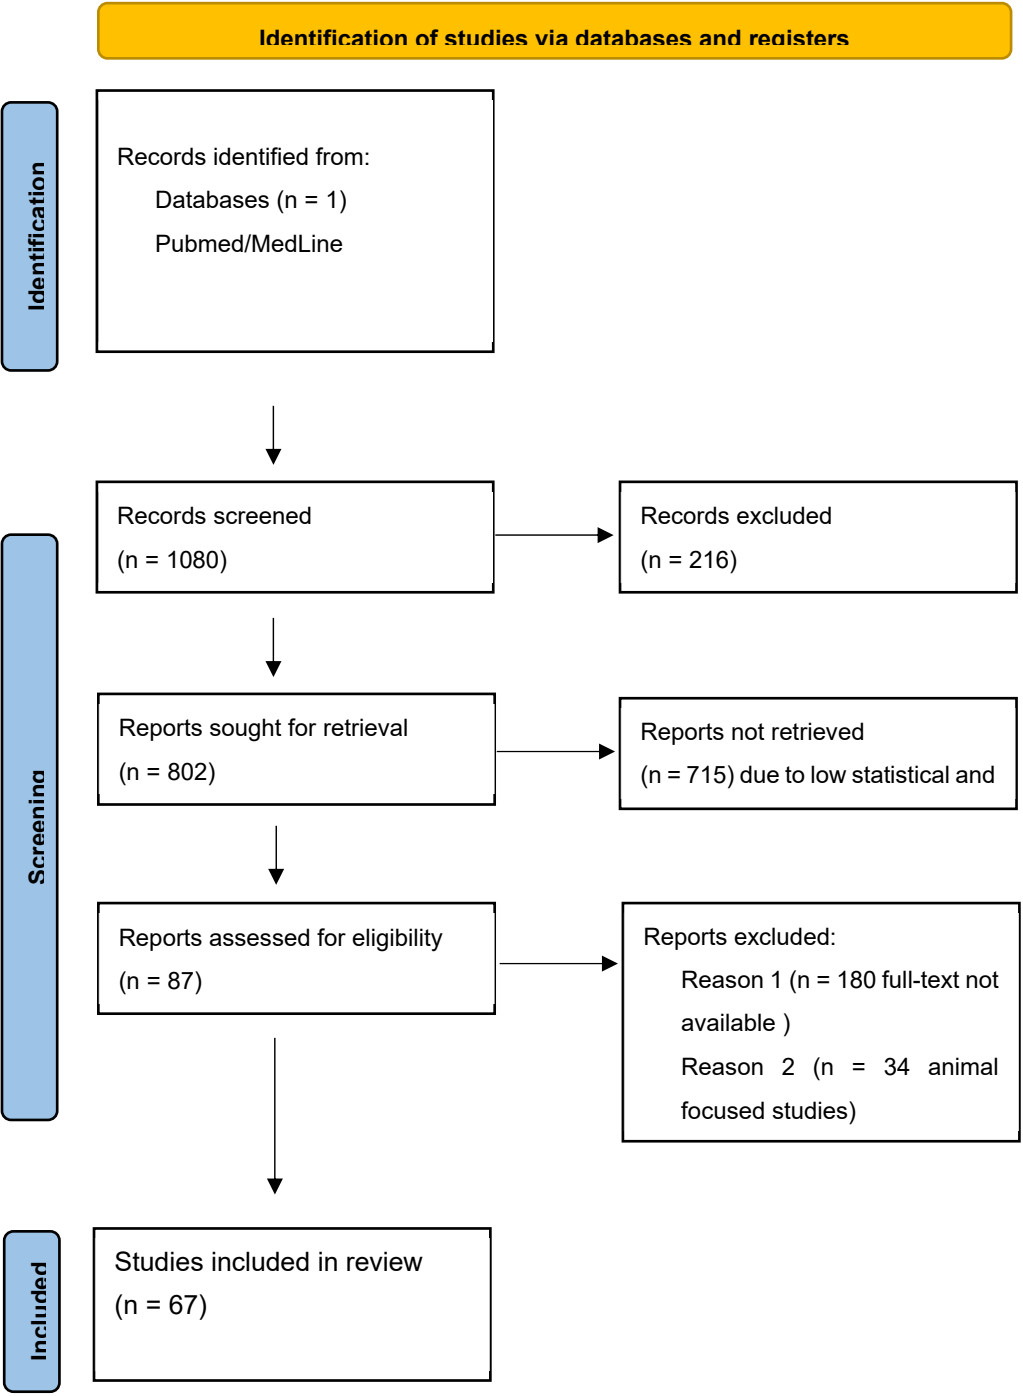 Identification of studies via databases and registers
Identification
Records identified from:
Databases (n = 1)
Pubmed/MedLine
Screening
Records screened
(n = 1080)
Records excluded
(n = 216)
Reports sought for retrieval
(n = 802)
Reports not retrieved
(n = 715) due to low statistical and
Reports assessed for eligibility
(n = 87)
Reports excluded:
Reason 1 (n = 180 full-text not
available )
Reason 2 (n = 34 animal
focused studies)
Included
Studies included in review
(n = 67)